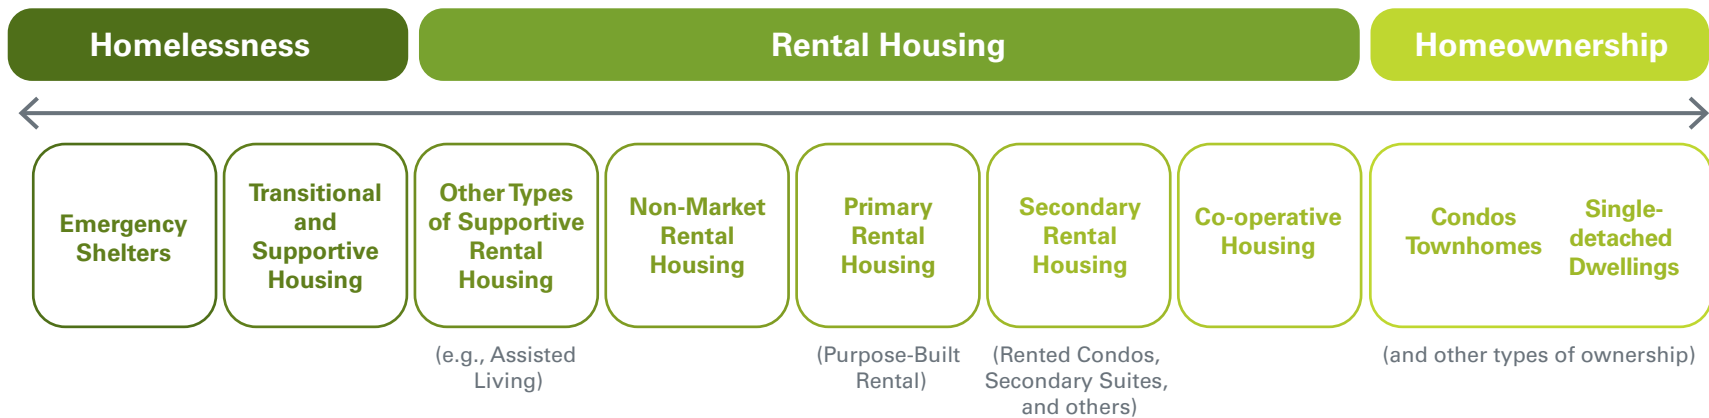 Homelessness
Rental Housing
Homeownership
Emergency
Shelters
Transitional
and
Supportive
Housing
Other Types
of Supportive
Rental
Housing
Non-Market
Rental
Housing
Primary
Rental
Housing
Secondary
Rental
Housing
Co-operative
Housing
Condos
Townhomes
Single-
detached
Dwellings
(e.g., Assisted
Living)
(Purpose-Built
Rental)
(Rented Condos,
Secondary Suites,
and others)
(and other types of ownership)